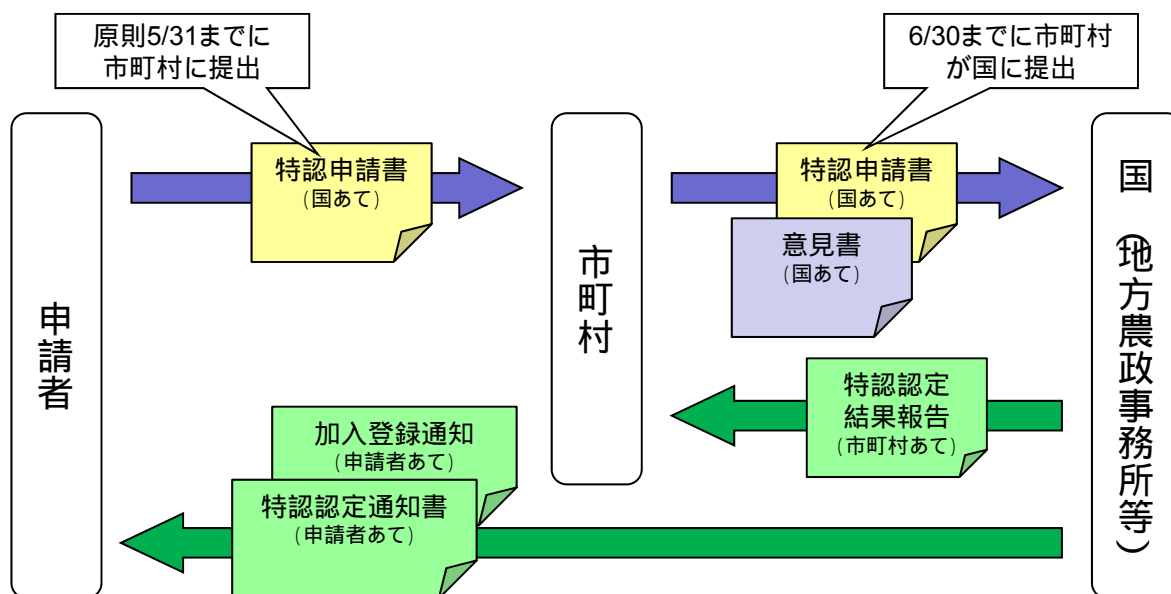 原則5/31までに
市町村に提出
6/30までに市町村
が国に提出
申請者
特認申請書
(国あて)
市町村
特認申請書
(国あて)
意見書
(国あて)
国 (地方農政事務所等)
特認認定
結果報告
(市町村あて)
加入登録通知
(申請者あて)
特認認定通知書
(申請者あて)